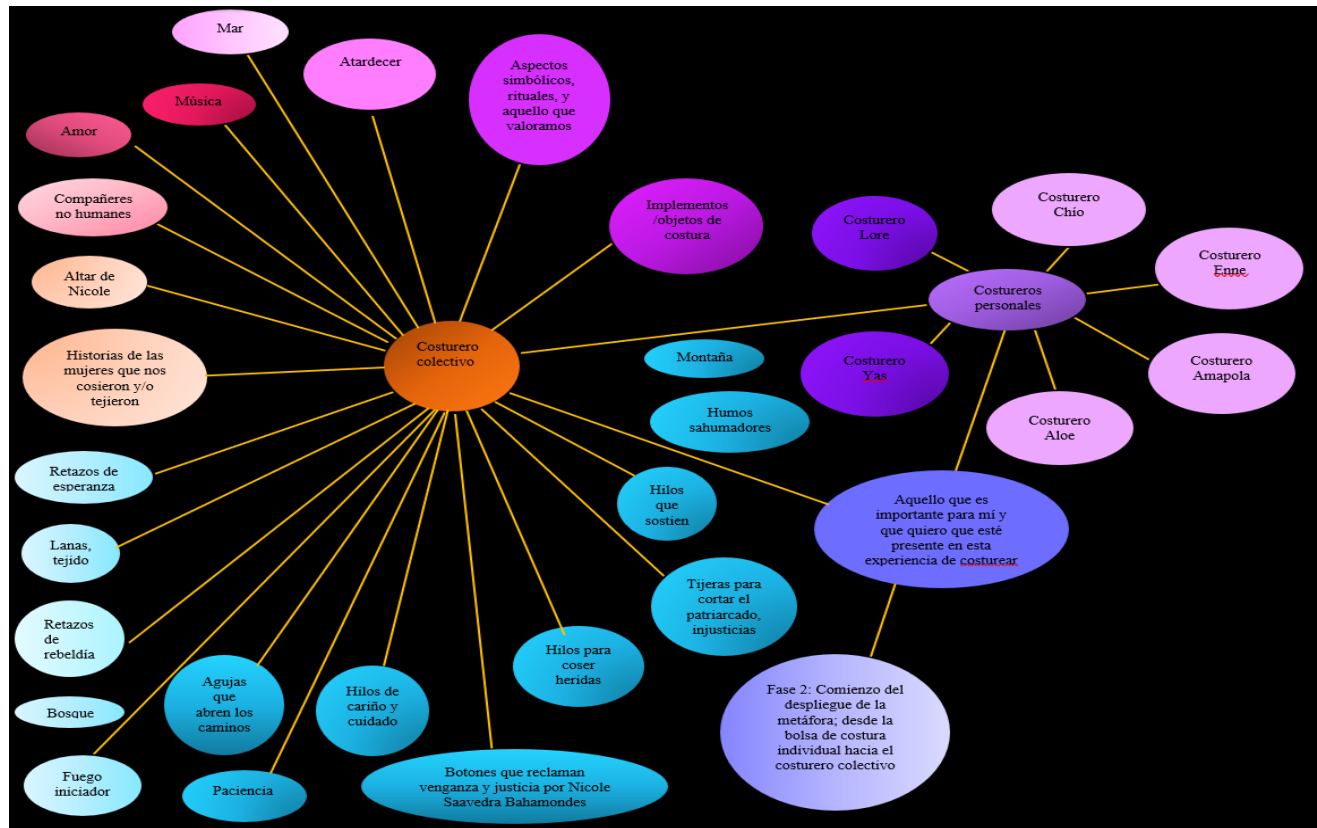 Mar
Atardecer
Aspectos
simbólicos,
rituales, y
aquello que
valoramos
Música
Amor
Compañeres
no humanes
Implementos
/objetos de
costura
Costurero
Lore
Costurero
Chío
Costurero
Enne
Altar de
Nicole
Costureros
personales
Historias de las
mujeres que nos
cosieron y/o
tejieron
Costurero
colectivo
Montaña
Costurero
Yas
Costurero
Amapola
Humos
sahumadores
Costurero
Aloe
Retazos de
esperanza
Hilos
que
sostien
Aquello que es
importante para mí y
que quiero que esté
presente en esta
experiencia de costurear
Lanas,
tejido
Tijeras para
cortar el
patriarcado,
injusticias
Retazos
de
rebeldía
Hilos para
coser
heridas
Agujas
que
abren los
caminos
Hilos de
cariño y
cuidado
Fase 2: Comienzo del
despliegue de la
metáfora; desde la
bolsa de costura
individual hacia el
costurero colectivo
Bosque
Fuego
iniciador
Paciencia
Botones que reclaman
venganza y justicia por Nicole
Saavedra Bahamondes